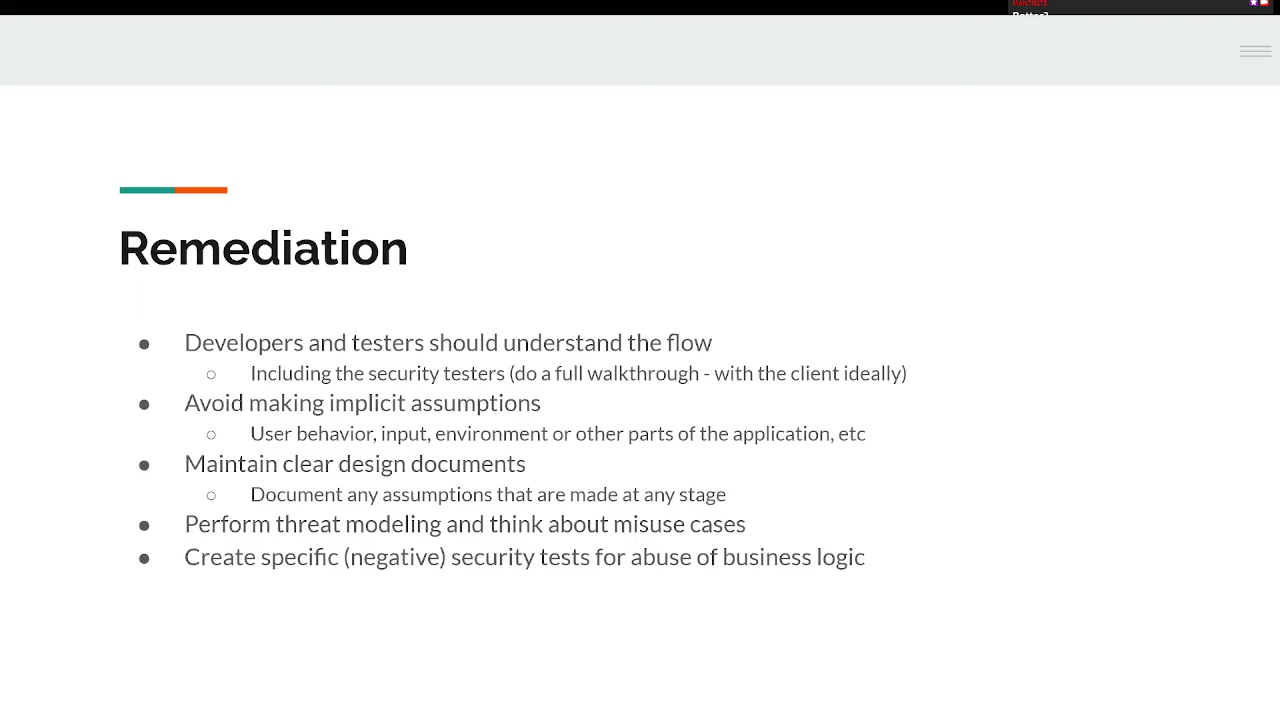 Remediation
● Developers and testers should understand the flow
○ Including the security testers (do a full walkthrough - with the client ideally)
● Avoid making implicit assumptions
○ User behavior, input, environment or other parts of the application, etc
● Maintain clear design documents
○ Document any assumptions that are made at any stage
● Perform threat modeling and think about misuse cases
● Create specific (negative) security tests for abuse of business logic